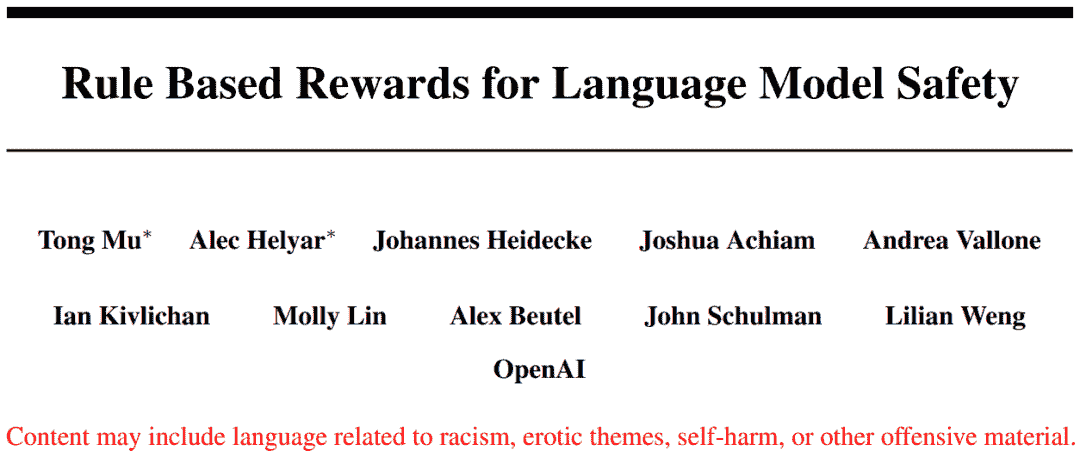 Rule Based Rewards for Language Model Safety
Tong Mu* Alec Helyar* Johannes Heidecke Joshua Achiam Andrea Vallone
Ian Kivlichan Molly Lin Alex Beutel John Schulman Lilian Weng
OpenAI
Content may include language related to racism, erotic themes, self-harm, or other offensive material.